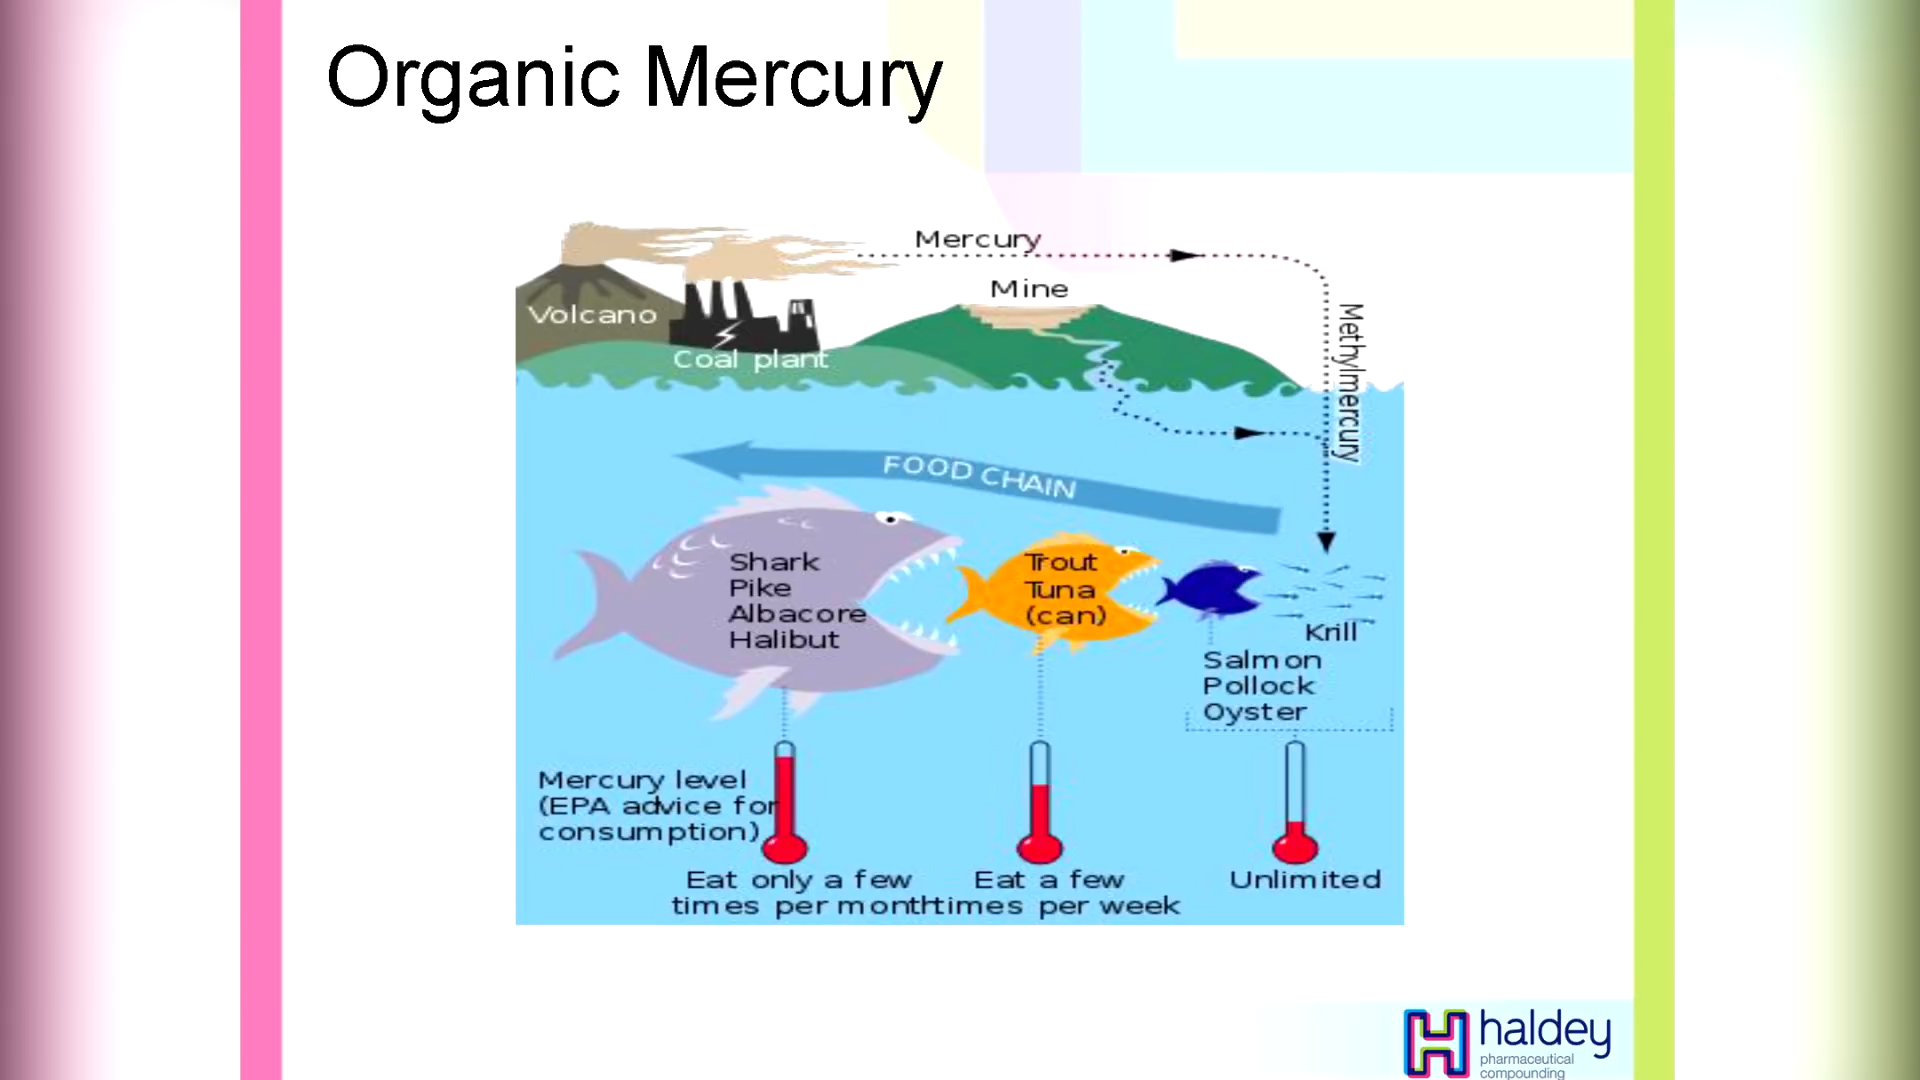 Organic Mercury
Mercury
Mine
Volcano
Coal plant
Methylmercury
FOOD CHAIN
Shark
Pike
Albacore
Halibut
Trout
Tuna
(can)
Krill
Salmon
Pollock
Oyster
Mercury level
(EPA advice for
consumption)
Eat only a few
times per month
Eat a few
times per week
Unlimited
haldey
pharmaceutical
compounding